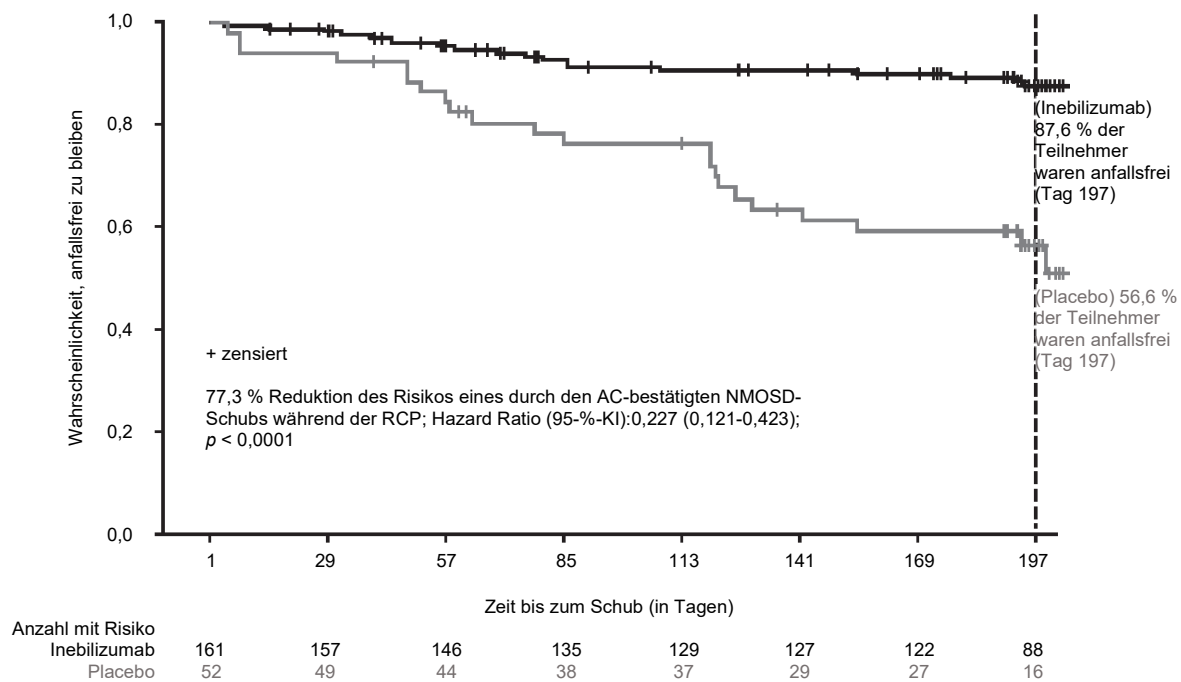 Wahrscheinlichkeit, anfallsfrei zu bleiben
1,0
0,8
0,6
0,4
0,2
0,0
(Inebilizumab)
87,6 % der
Teilnehmer
waren anfallsfrei
(Tag 197)
(Placebo) 56,6 %
der Teilnehmer
waren anfallsfrei
(Tag 197)
+ zensiert
77,3 % Reduktion des Risikos eines durch den AC-bestätigten NMOSD-
Schubs während der RCP; Hazard Ratio (95-%-KI):0,227 (0,121-0,423);
p < 0,0001
1 29 57 85 113 141 169 197
Zeit bis zum Schub (in Tagen)
Anzahl mit Risiko
Inebilizumab 161 157 146 135 129 127 122 88
Placebo 52 49 44 38 37 29 27 16